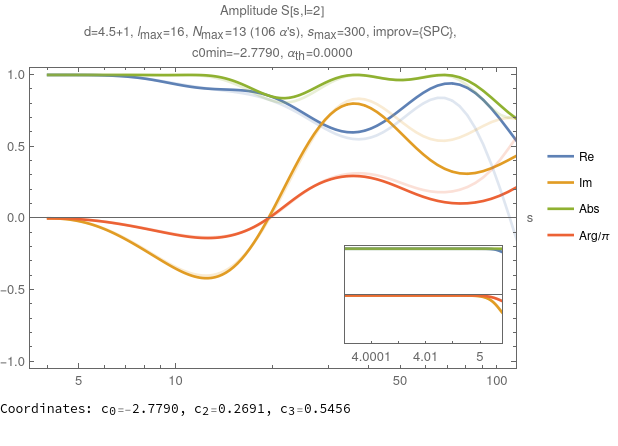 Amplitude S[s,l=2]
d=4.5+1, lmax=16, Nmax=13 (106 α's), smax=300, improv={SPC},
c0min=-2.7790, αth=0.0000
1.0
0.5
0.0
-0.5
-1.0
s
Re
Im
Abs
Arg/π
4.0001 4.01 5
5 10 50 100
Coordinates: c0=-2.7790, c2=0.2691, c3=0.5456